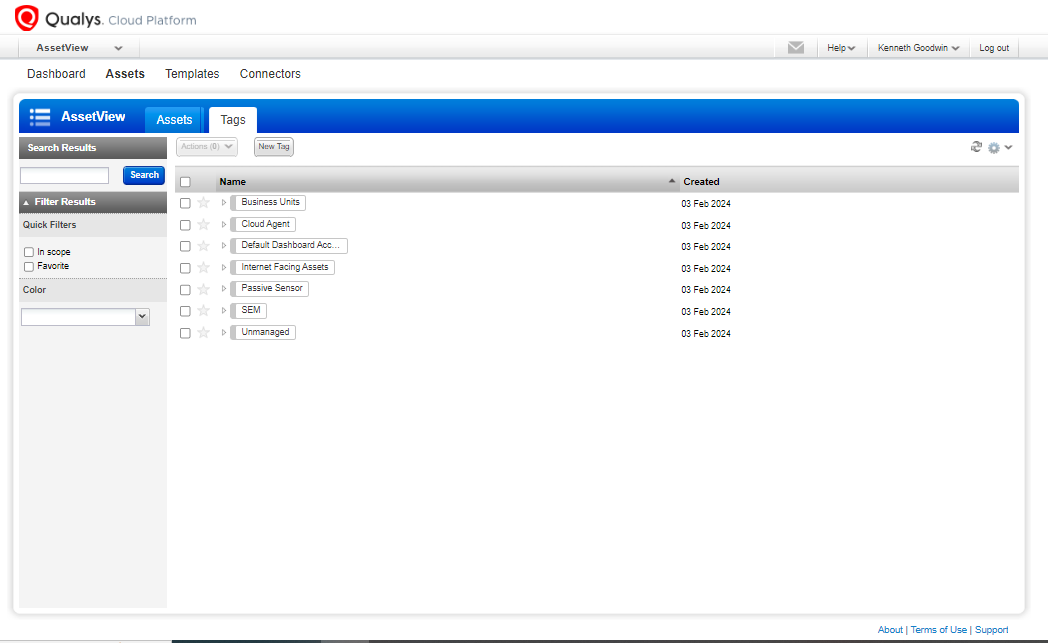 Qualys. Cloud Platform
AssetView
Help
Kenneth Goodwin
Log out
Dashboard
Assets
Templates
Connectors
AssetView
Assets
Tags
Search Results
Search
Filter Results
Quick Filters
In scope
Favorite
Color
Actions (0)
New Tag
Name
Created
Business Units
03 Feb 2024
Cloud Agent
03 Feb 2024
Default Dashboard Acc...
03 Feb 2024
Internet Facing Assets
03 Feb 2024
Passive Sensor
03 Feb 2024
SEM
03 Feb 2024
Unmanaged
03 Feb 2024
About | Terms of Use | Support